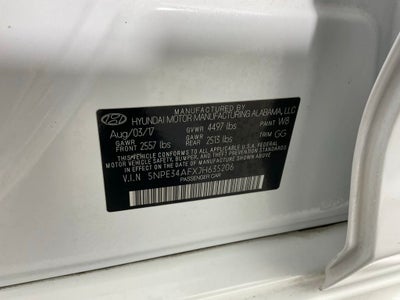 MANUFACTURED BY
HYUNDAI MOTOR MANUFACTURING ALABAMA, LLC
Aug/03/17 GVWR 4497 lbs PAINT W8
GAWR FRONT 2557 lbs GAWR REAR 2513 lbs TRIM GG
THIS VEHICLE CONFORMS TO ALL APPLICABLE U.S.A. FEDERAL
MOTOR VEHICLE SAFETY, BUMPER, AND THEFT PREVENTION
STANDARDS IN EFFECT ON THE DATE OF MANUFACTURE SHOWN ABOVE.
V.I.N 5NPE34AFXJH635206
PASSENGER CAR